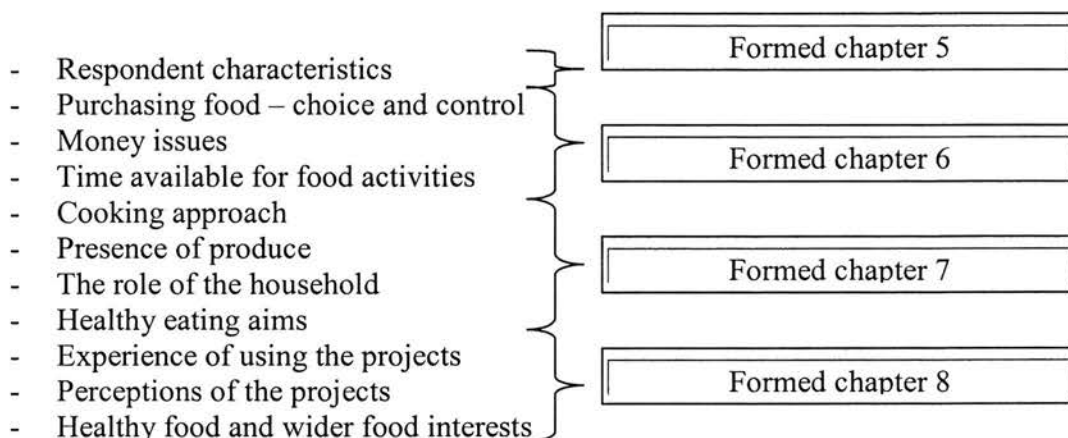 - Respondent characteristics
- Purchasing food – choice and control
- Money issues
- Time available for food activities
- Cooking approach
- Presence of produce
- The role of the household
- Healthy eating aims
- Experience of using the projects
- Perceptions of the projects
- Healthy food and wider food interests
Formed chapter 5
Formed chapter 6
Formed chapter 7
Formed chapter 8